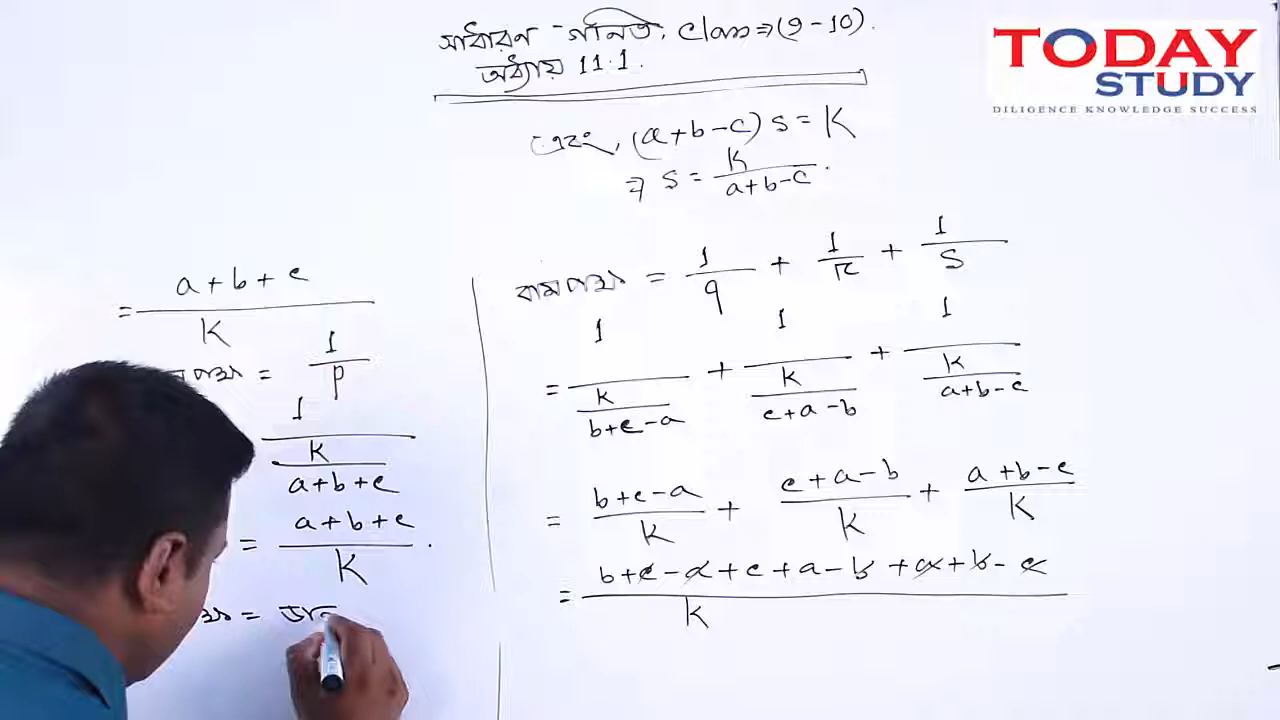 সাধারণ গণিত, Class ⇒ (9-10).
অধ্যায় 11.1.
TODAY
STUDY
DILIGENCE KNOWLEDGE SUCCESS
এবং, (a+b-c) s = K
⇒ s = K/(a+b-c).
বামপক্ষ = 1/q + 1/r + 1/s
= 1/(k/(b+c-a)) + 1/(k/(c+a-b)) + 1/(k/(a+b-c))
= (b+c-a)/k + (c+a-b)/k + (a+b-c)/k
= (b+c-a+c+a-b+a+b-c)/k
= (a+b+c)/k
পক্ষ = 1/p
1/(k/(a+b+c))
= (a+b+c)/k.
ক্ষ = ডান